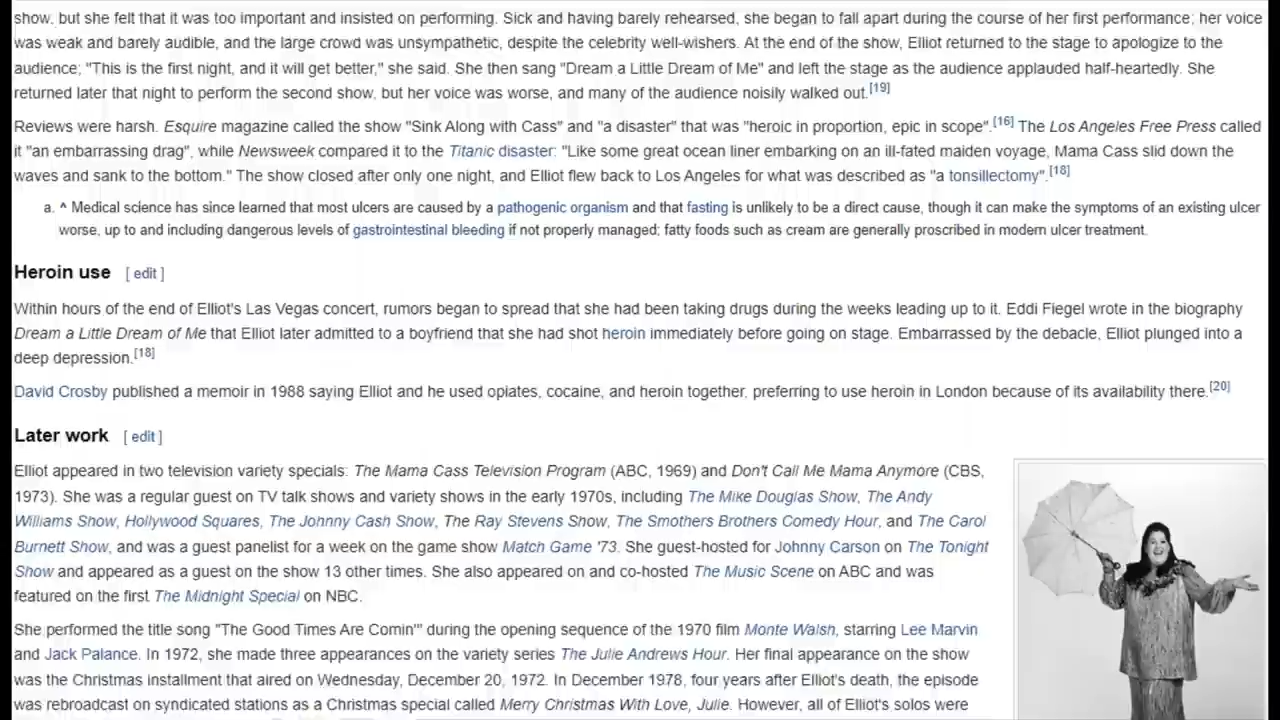 show, but she felt that it was too important and insisted on performing. Sick and having barely rehearsed, she began to fall apart during the course of her first performance; her voice
was weak and barely audible, and the large crowd was unsympathetic, despite the celebrity well-wishers. At the end of the show, Elliot returned to the stage to apologize to the
audience; "This is the first night, and it will get better," she said. She then sang "Dream a Little Dream of Me" and left the stage as the audience applauded half-heartedly. She
returned later that night to perform the second show, but her voice was worse, and many of the audience noisily walked out.[19]
Reviews were harsh. Esquire magazine called the show "Sink Along with Cass" and "a disaster" that was "heroic in proportion, epic in scope".[16] The Los Angeles Free Press called
it "an embarrassing drag", while Newsweek compared it to the Titanic disaster: "Like some great ocean liner embarking on an ill-fated maiden voyage, Mama Cass slid down the
waves and sank to the bottom." The show closed after only one night, and Elliot flew back to Los Angeles for what was described as "a tonsillectomy".[18]
a. ^ Medical science has since learned that most ulcers are caused by a pathogenic organism and that fasting is unlikely to be a direct cause, though it can make the symptoms of an existing ulcer
worse, up to and including dangerous levels of gastrointestinal bleeding if not properly managed; fatty foods such as cream are generally proscribed in modern ulcer treatment.
Heroin use [ edit ]
Within hours of the end of Elliot's Las Vegas concert, rumors began to spread that she had been taking drugs during the weeks leading up to it. Eddi Fiegel wrote in the biography
Dream a Little Dream of Me that Elliot later admitted to a boyfriend that she had shot heroin immediately before going on stage. Embarrassed by the debacle, Elliot plunged into a
deep depression.[18]
David Crosby published a memoir in 1988 saying Elliot and he used opiates, cocaine, and heroin together, preferring to use heroin in London because of its availability there.[20]
Later work [ edit ]
Elliot appeared in two television variety specials: The Mama Cass Television Program (ABC, 1969) and Don't Call Me Mama Anymore (CBS,
1973). She was a regular guest on TV talk shows and variety shows in the early 1970s, including The Mike Douglas Show, The Andy
Williams Show, Hollywood Squares, The Johnny Cash Show, The Ray Stevens Show, The Smothers Brothers Comedy Hour, and The Carol
Burnett Show, and was a guest panelist for a week on the game show Match Game '73. She guest-hosted for Johnny Carson on The Tonight
Show and appeared as a guest on the show 13 other times. She also appeared on and co-hosted The Music Scene on ABC and was
featured on the first The Midnight Special on NBC.
She performed the title song "The Good Times Are Comin'" during the opening sequence of the 1970 film Monte Walsh, starring Lee Marvin
and Jack Palance. In 1972, she made three appearances on the variety series The Julie Andrews Hour. Her final appearance on the show
was the Christmas installment that aired on Wednesday, December 20, 1972. In December 1978, four years after Elliot's death, the episode
was rebroadcast on syndicated stations as a Christmas special called Merry Christmas With Love, Julie. However, all of Elliot's solos were